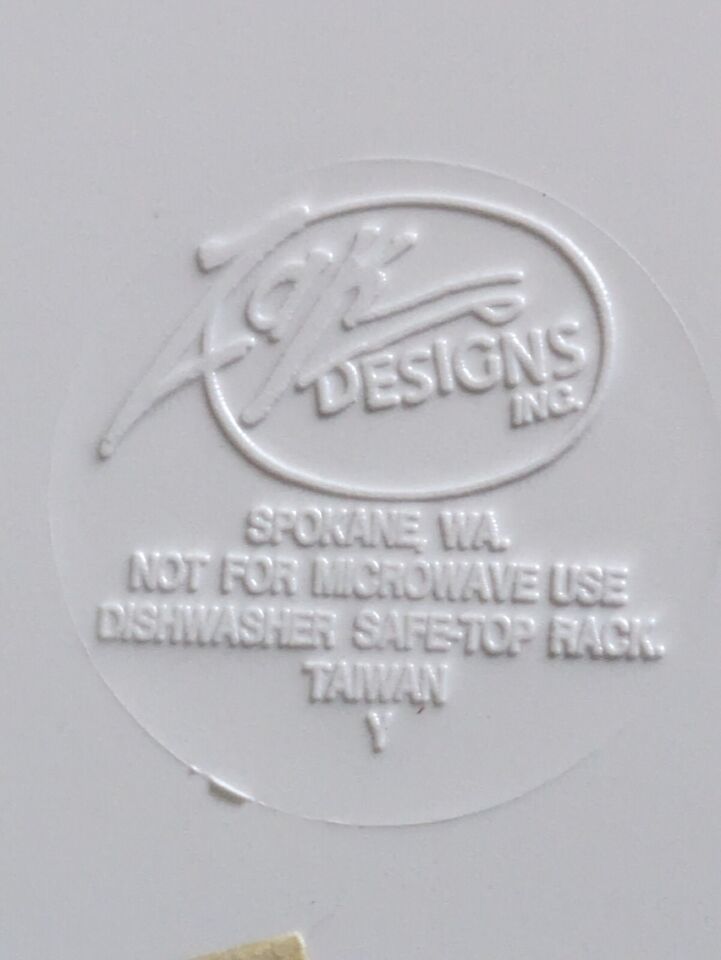 Zak
DESIGNS
INC.
SPOKANE, WA.
NOT FOR MICROWAVE USE
DISHWASHER SAFE-TOP RACK.
TAIWAN
Y